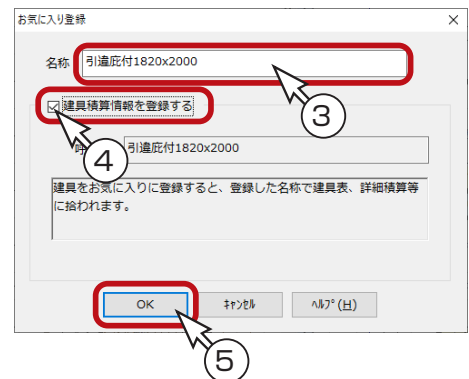 お気に入り登録
名称 引違庇付1820x2000
③
建具積算情報を登録する
④
呼 引違庇付1820x2000
建具をお気に入りに登録すると、登録した名称で建具表、詳細積算等
に拾われます。
OK ｷｬﾝｾﾙ ﾍﾙﾌﾟ(H)
⑤